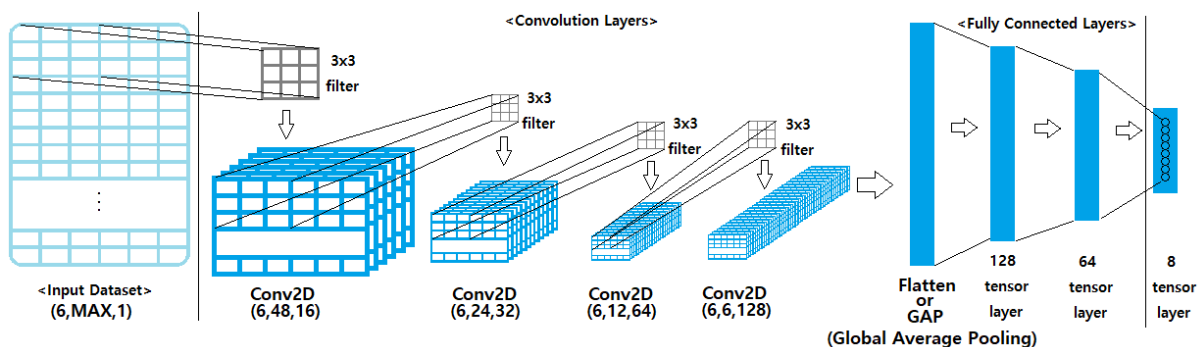 <Convolution Layers>
<Fully Connected Layers>
3x3
filter
3x3
filter
3x3
filter
3x3
filter
⋮
<Input Dataset>
(6,MAX,1)
Conv2D
(6,48,16)
Conv2D
(6,24,32)
Conv2D
(6,12,64)
Conv2D
(6,6,128)
Flatten
or
GAP
(Global Average Pooling)
128
tensor
layer
64
tensor
layer
8
tensor
layer